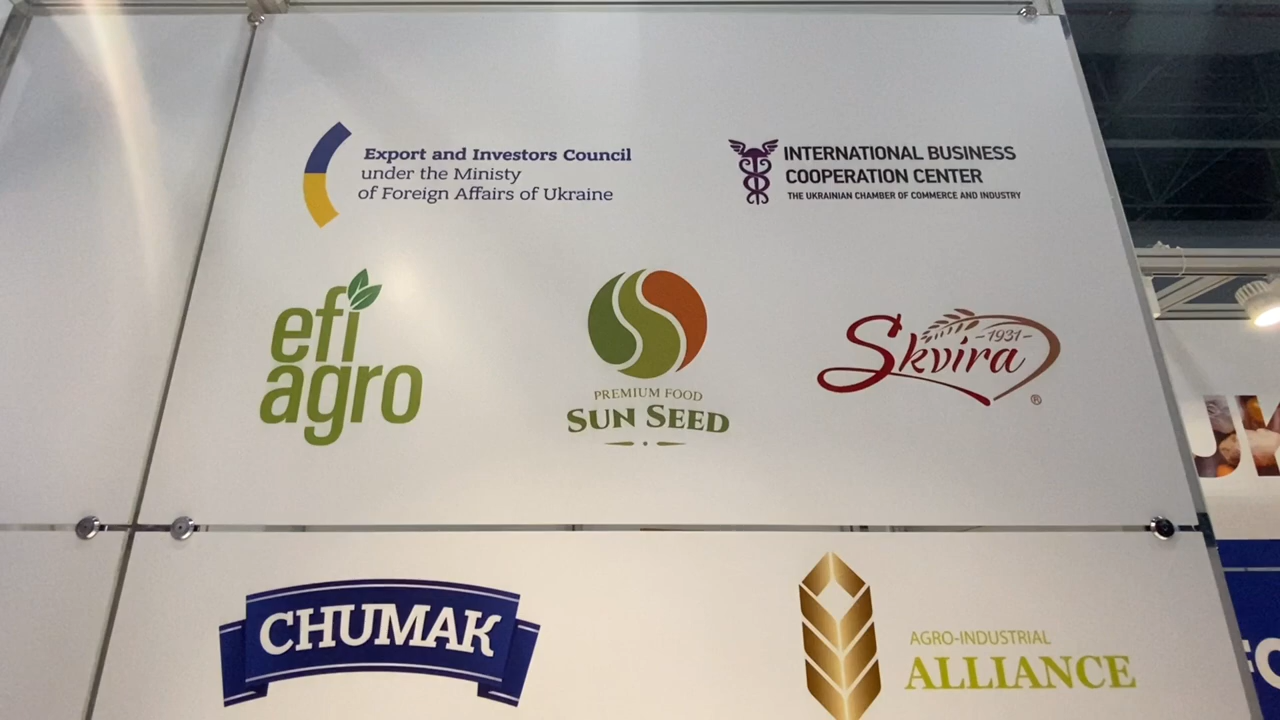 Export and Investors Council
under the Ministy
of Foreign Affairs of Ukraine
INTERNATIONAL BUSINESS
COOPERATION CENTER
THE UKRAINIAN CHAMBER OF COMMERCE AND INDUSTRY
efi
agro
PREMIUM FOOD
SUN SEED
-1931-
Skvira
®
CHUMAK
AGRO-INDUSTRIAL
ALLIANCE